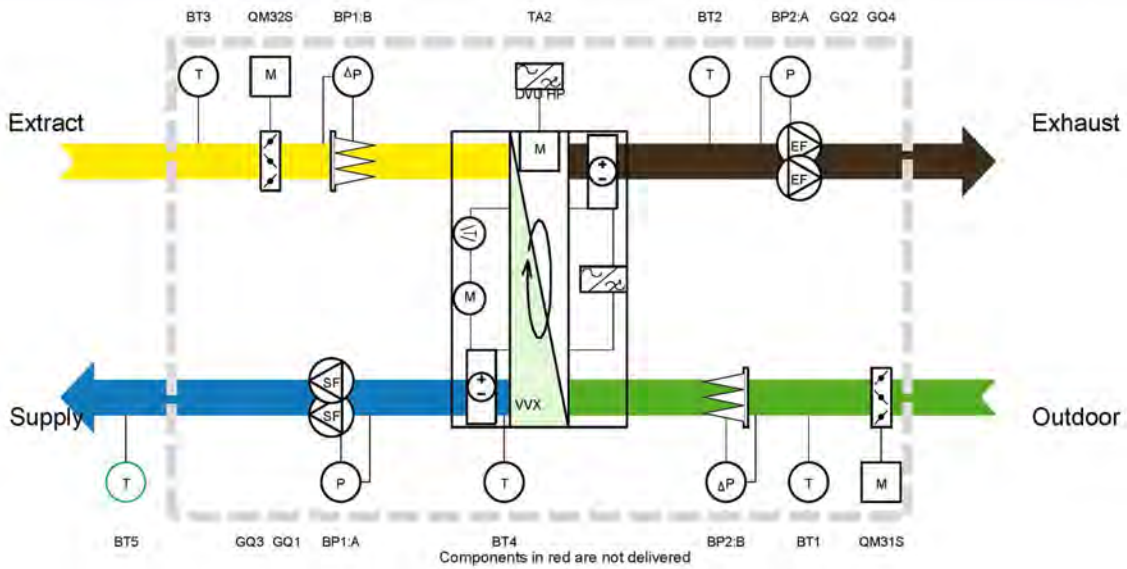 BT3 QM32S BP1:B TA2 BT2 BP2:A GQ2 GQ4
T M ΔP T P
DVU HP
Extract Exhaust
M EF
EF
M
SF VVX
SF
Supply Outdoor
T P T ΔP T M
BT5 GQ3 GQ1 BP1:A BT4 BP2:B BT1 QM31S
Components in red are not delivered